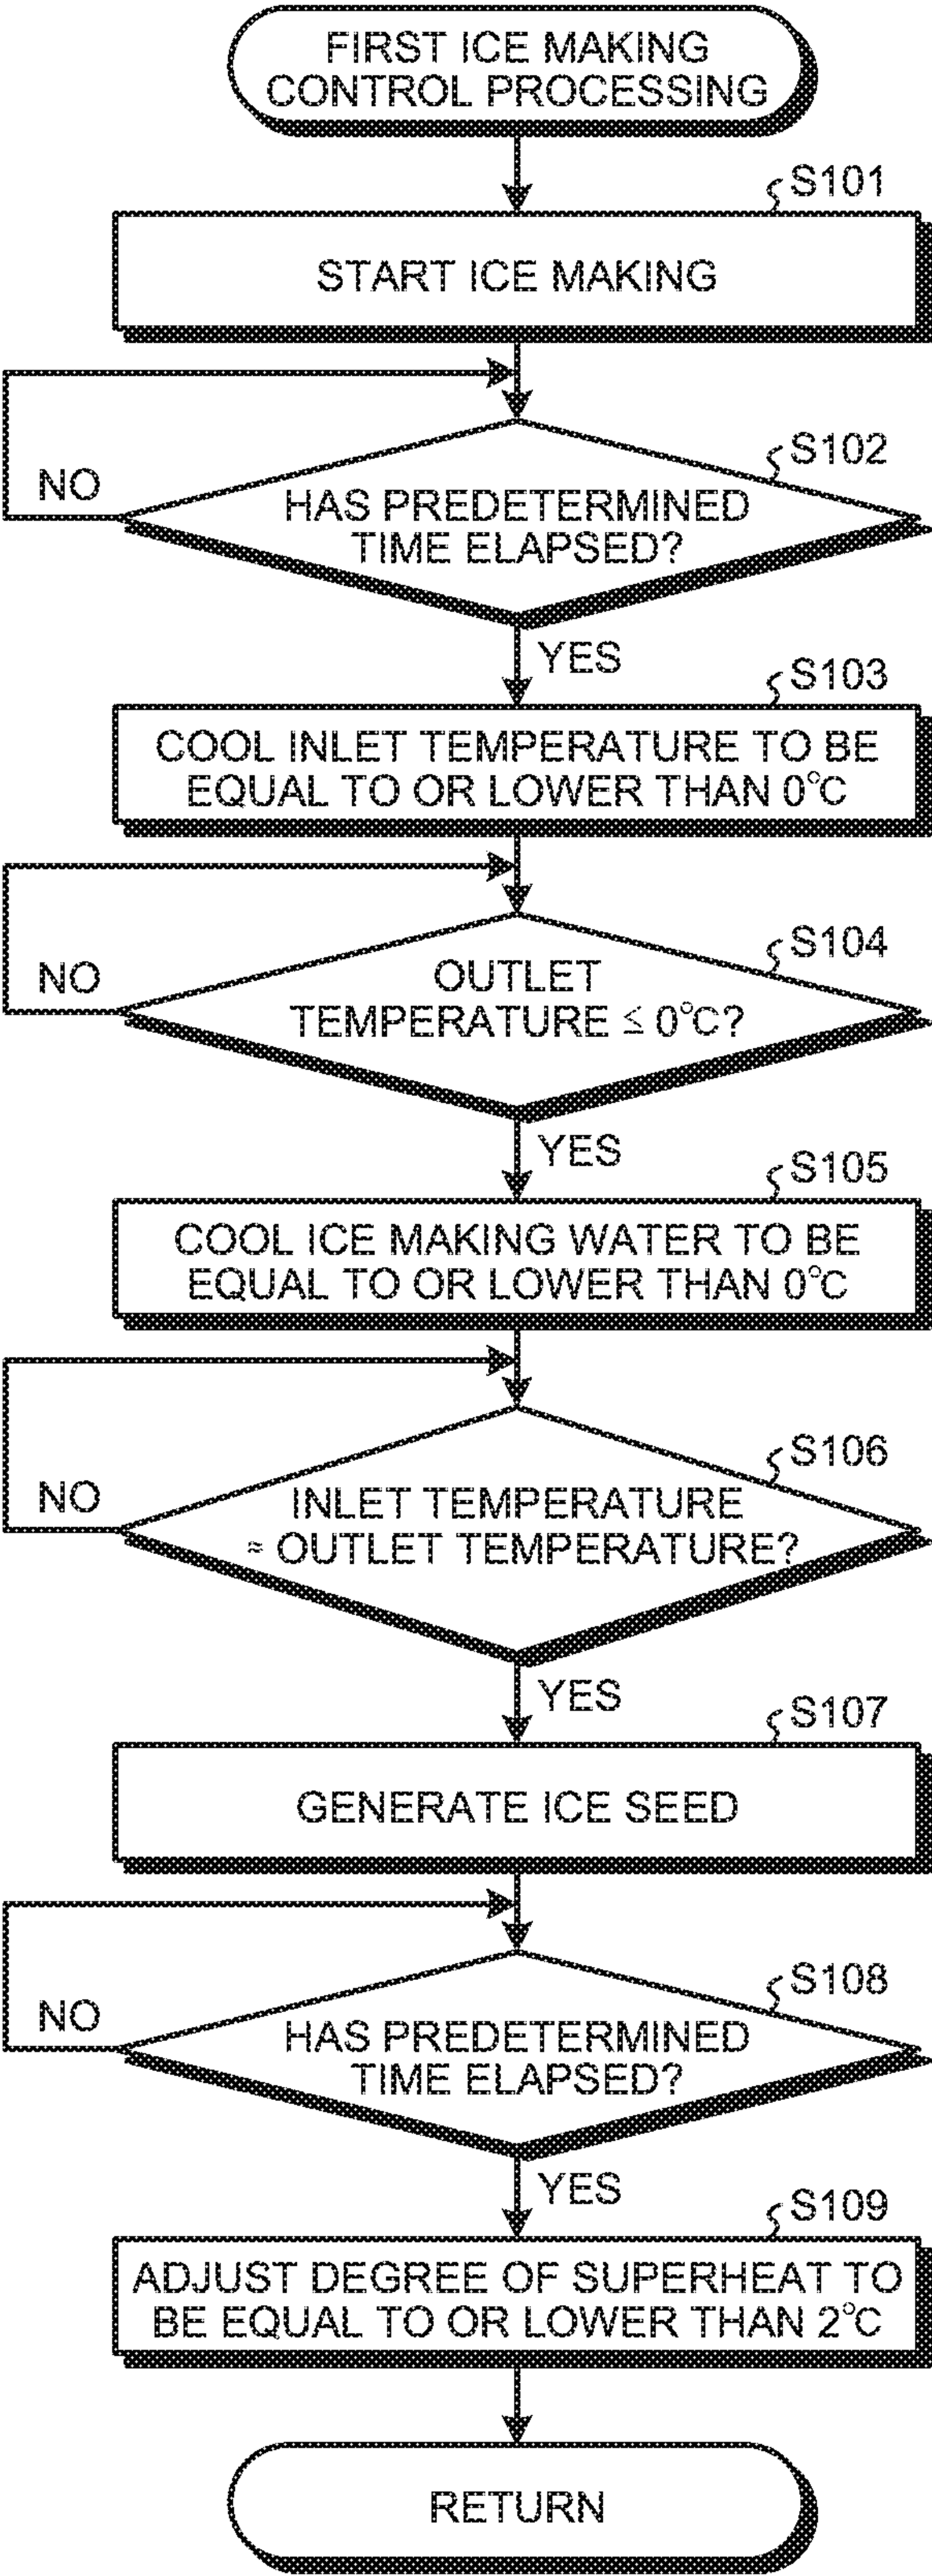 FIRST ICE MAKING
CONTROL PROCESSING
S101
START ICE MAKING
S102
NO
HAS PREDETERMINED
TIME ELAPSED?
YES
S103
COOL INLET TEMPERATURE TO BE
EQUAL TO OR LOWER THAN 0°C
S104
NO
OUTLET
TEMPERATURE ≤ 0°C?
YES
S105
COOL ICE MAKING WATER TO BE
EQUAL TO OR LOWER THAN 0°C
S106
NO
INLET TEMPERATURE
≈ OUTLET TEMPERATURE?
YES
S107
GENERATE ICE SEED
S108
NO
HAS PREDETERMINED
TIME ELAPSED?
YES
S109
ADJUST DEGREE OF SUPERHEAT TO
BE EQUAL TO OR LOWER THAN 2°C
RETURN